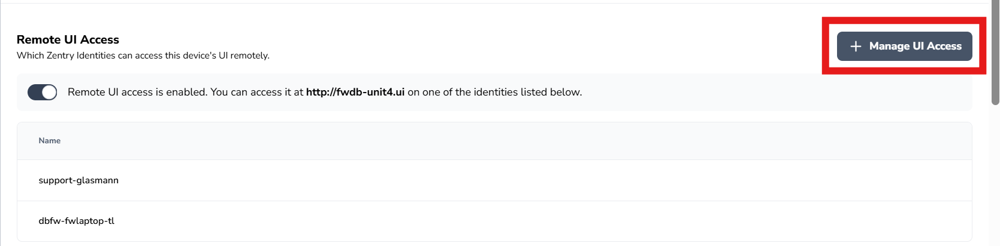 Remote UI Access
Which Zentry Identities can access this device's UI remotely.
Manage UI Access
Remote UI access is enabled. You can access it at http://fwdb-unit4.ui on one of the identities listed below.
Name
support-glasmann
dbfw-fwlaptop-tl